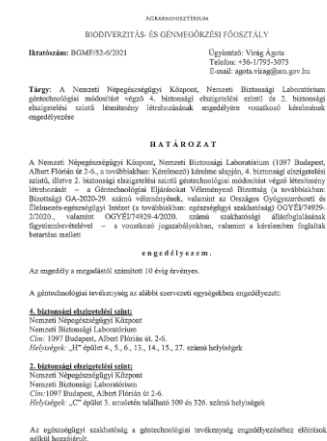 AGRÁRMINISZTÉRIUM
BIODIVERZITÁS- ÉS GÉNMEGŐRZÉSI FŐOSZTÁLY
Iktatószám: BGMF/52-6/2021
Ügyintéző: Virág Ágota
Telefon: +36-1/795-3075
E-mail: agota.virag@am.gov.hu
Tárgy: A Nemzeti Népegészségügyi Központ, Nemzeti Biztonsági Laboratórium
géntechnológiai módosítást végző 4. biztonsági elszigetelési szintű és 2. biztonsági
elszigetelési szintű létesítmény létrehozásának engedélyére vonatkozó kérelmének
engedélyezése
HATÁROZAT
A Nemzeti Népegészségügyi Központ, Nemzeti Biztonsági Laboratórium (1097 Budapest,
Albert Flórián út 2-6., a továbbiakban: Kérelmező) kérelme alapján, 4. biztonsági elszigetelési
szintű, illetve 2. biztonsági elszigetelési szintű géntechnológiai módosítást végző létesítmény
létrehozását – a Géntechnológiai Eljárásokat Véleményező Bizottság (a továbbiakban:
Bizottság) GA-2020-29. számú véleményének, valamint az Országos Gyógyszerészeti és
Élelmezés-egészségügyi Intézet (a továbbiakban: egészségügyi szakhatóság) OGYÉI/74929-
2/2020., valamint OGYÉI/74929-4/2020. számú szakhatósági állásfoglalásának
figyelembevételével – a vonatkozó jogszabályokban, valamint a kérelemben foglaltak
betartása mellett
engedélyezem.
Az engedély a megadástól számított 10 évig érvényes.
A géntechnológiai tevékenység az alábbi szervezeti egységekben engedélyezett:
4. biztonsági elszigetelési szint:
Nemzeti Népegészségügyi Központ
Nemzeti Biztonsági Laboratórium
Cím: 1097 Budapest, Albert Flórián út. 2-6.
Helyiségek: „H” épület 4., 5., 6., 13., 14., 15., 27. számú helyiségek
2. biztonsági elszigetelési szint:
Nemzeti Népegészségügyi Központ
Nemzeti Biztonsági Laboratórium
Cím: 1097 Budapest, Albert Flórián út. 2-6.
Helyiségek: „C” épület 3. emeletén található 309 és 326. számú helyiségek
Az egészségügyi szakhatóság a géntechnológiai tevékenység engedélyezéséhez előírások
nélkül hozzájárult.